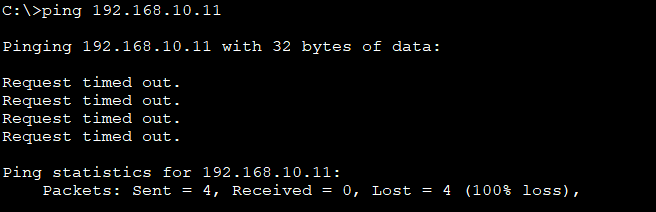 C:\>ping 192.168.10.11
Pinging 192.168.10.11 with 32 bytes of data:
Request timed out.
Request timed out.
Request timed out.
Request timed out.
Ping statistics for 192.168.10.11:
    Packets: Sent = 4, Received = 0, Lost = 4 (100% loss),